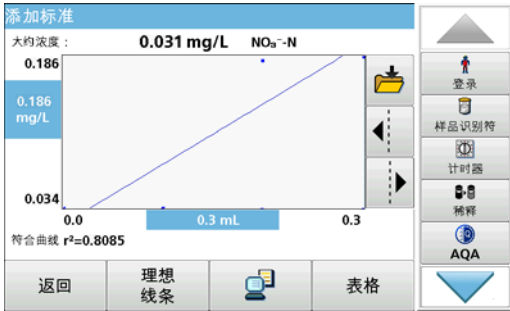 添加标准
大约浓度： 0.031 mg/L NO₃⁻-N
0.186
0.186
mg/L
0.034
0.0 0.3 mL 0.3
符合曲线 r²=0.8085
返回
理想
线条
表格
登录
样品识别符
计时器
稀释
AQA